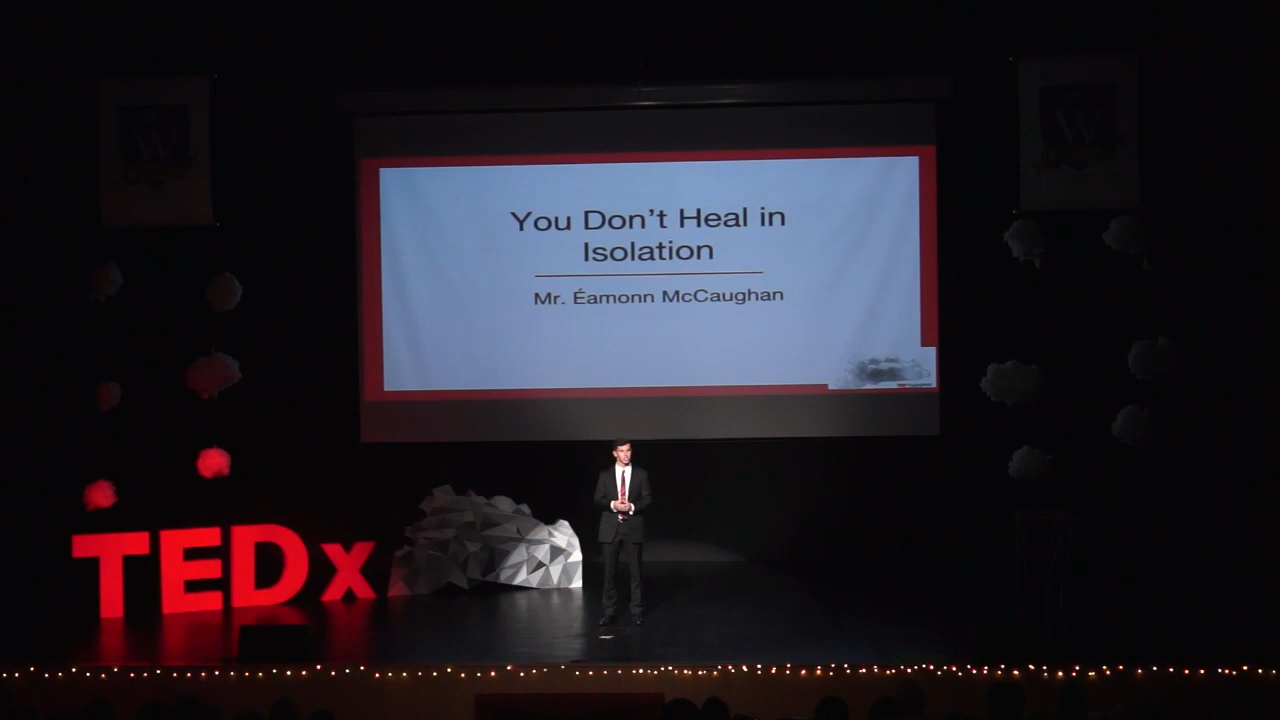 You Don't Heal in
Isolation
Mr. Éamonn McCaughan
TEDx
W
W